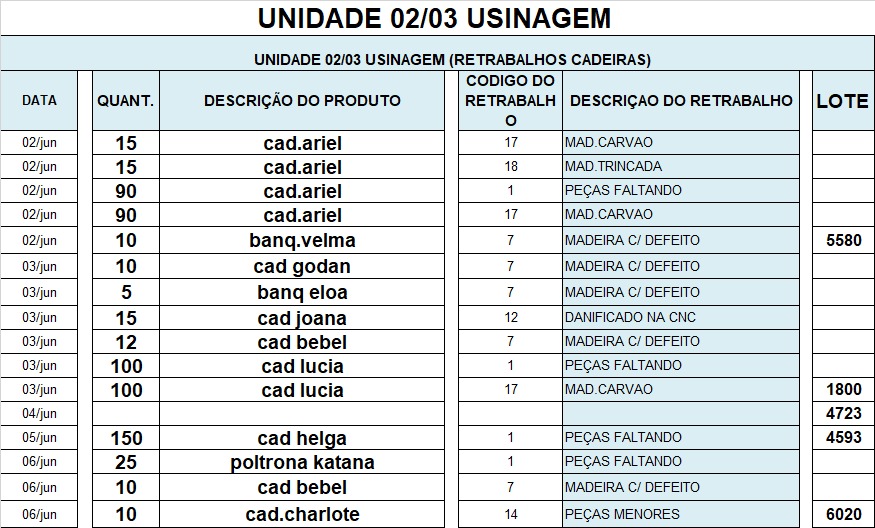 UNIDADE 02/03 USINAGEM
UNIDADE 02/03 USINAGEM (RETRABALHOS CADEIRAS)
DATA QUANT. DESCRIÇÃO DO PRODUTO CODIGO DO RETRABALH O DESCRIÇAO DO RETRABALHO LOTE
02/jun 15 cad.ariel 17 MAD.CARVAO
02/jun 15 cad.ariel 18 MAD.TRINCADA
02/jun 90 cad.ariel 1 PEÇAS FALTANDO
02/jun 90 cad.ariel 17 MAD.CARVAO
02/jun 10 banq.velma 7 MADEIRA C/ DEFEITO 5580
03/jun 10 cad godan 7 MADEIRA C/ DEFEITO
03/jun 5 banq eloa 7 MADEIRA C/ DEFEITO
03/jun 15 cad joana 12 DANIFICADO NA CNC
03/jun 12 cad bebel 7 MADEIRA C/ DEFEITO
03/jun 100 cad lucia 1 PEÇAS FALTANDO
03/jun 100 cad lucia 17 MAD.CARVAO 1800
04/jun 4723
05/jun 150 cad helga 1 PEÇAS FALTANDO 4593
06/jun 25 poltrona katana 1 PEÇAS FALTANDO
06/jun 10 cad bebel 7 MADEIRA C/ DEFEITO
06/jun 10 cad.charlote 14 PEÇAS MENORES 6020